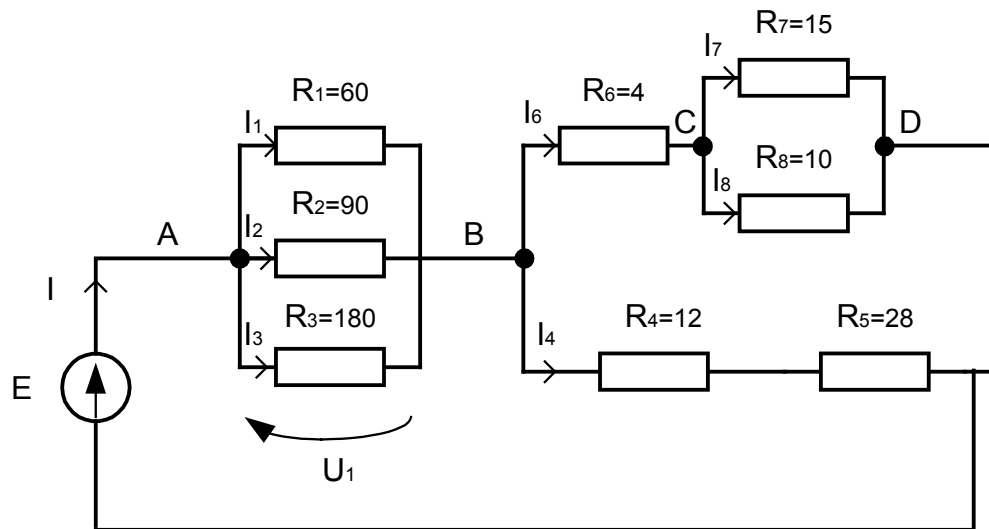 R7=15
I7
R1=60
R6=4
I1
I6
C
D
R8=10
I8
R2=90
A
I2
B
I
R3=180
I3
I4
R4=12
R5=28
E
U1